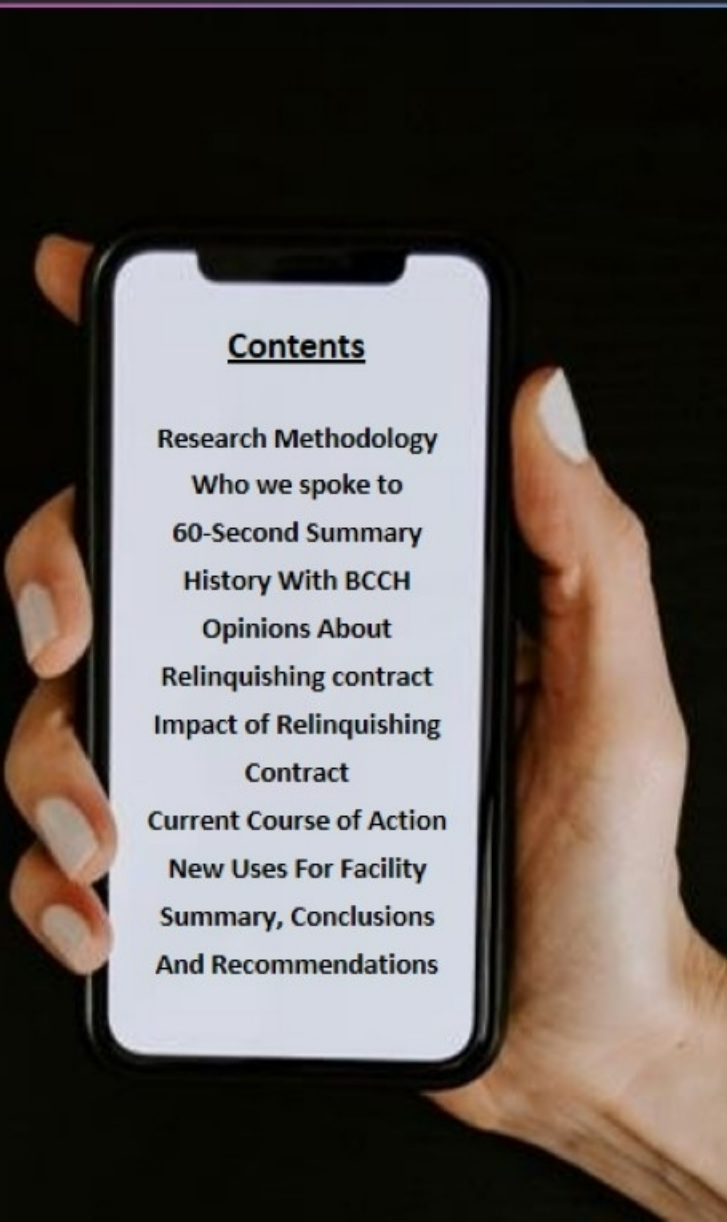 Contents
Research Methodology
Who we spoke to
60-Second Summary
History With BCCH
Opinions About
Relinquishing contract
Impact of Relinquishing
Contract
Current Course of Action
New Uses For Facility
Summary, Conclusions
And Recommendations